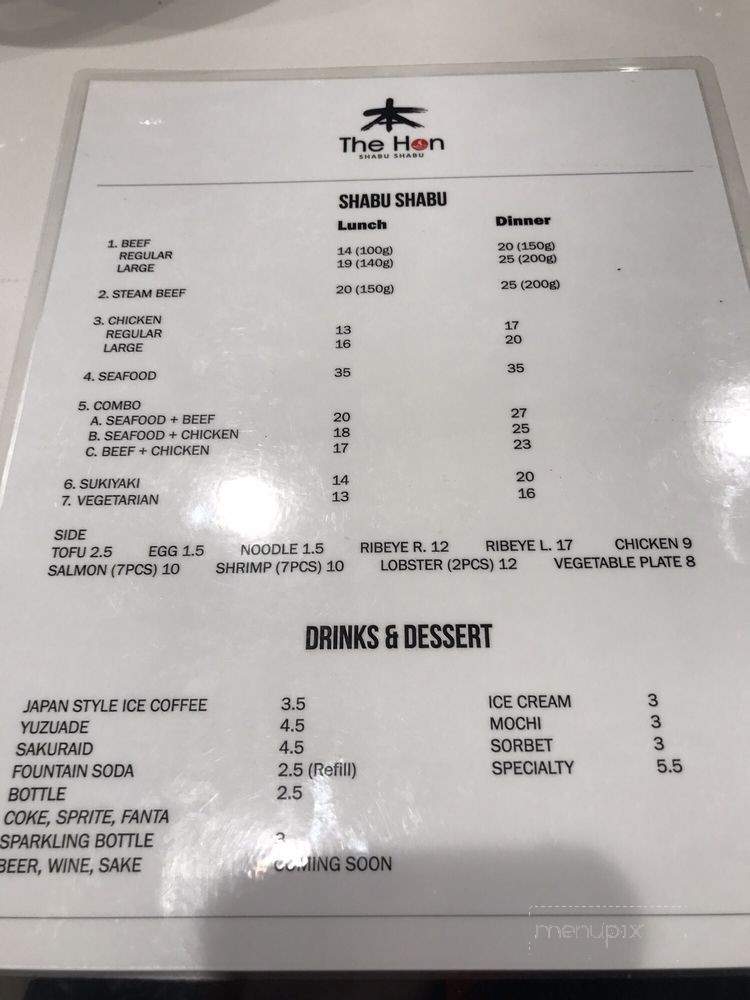 本
The Hon
SHABU SHABU
SHABU SHABU
Lunch Dinner
1. BEEF
REGULAR 14 (100g) 20 (150g)
LARGE 19 (140g) 25 (200g)
2. STEAM BEEF 20 (150g) 25 (200g)
3. CHICKEN
REGULAR 13 17
LARGE 16 20
4. SEAFOOD 35 35
5. COMBO
A. SEAFOOD + BEEF 20 27
B. SEAFOOD + CHICKEN 18 25
C. BEEF + CHICKEN 17 23
6. SUKIYAKI 14 20
7. VEGETARIAN 13 16
SIDE
TOFU 2.5 EGG 1.5 NOODLE 1.5 RIBEYE R. 12 RIBEYE L. 17 CHICKEN 9
SALMON (7PCS) 10 SHRIMP (7PCS) 10 LOBSTER (2PCS) 12 VEGETABLE PLATE 8
DRINKS & DESSERT
JAPAN STYLE ICE COFFEE 3.5 ICE CREAM 3
YUZUADE 4.5 MOCHI 3
SAKURAID 4.5 SORBET 3
FOUNTAIN SODA 2.5 (Refill) SPECIALTY 5.5
BOTTLE 2.5
COKE, SPRITE, FANTA
SPARKLING BOTTLE 3
BEER, WINE, SAKE COMING SOON
menupix